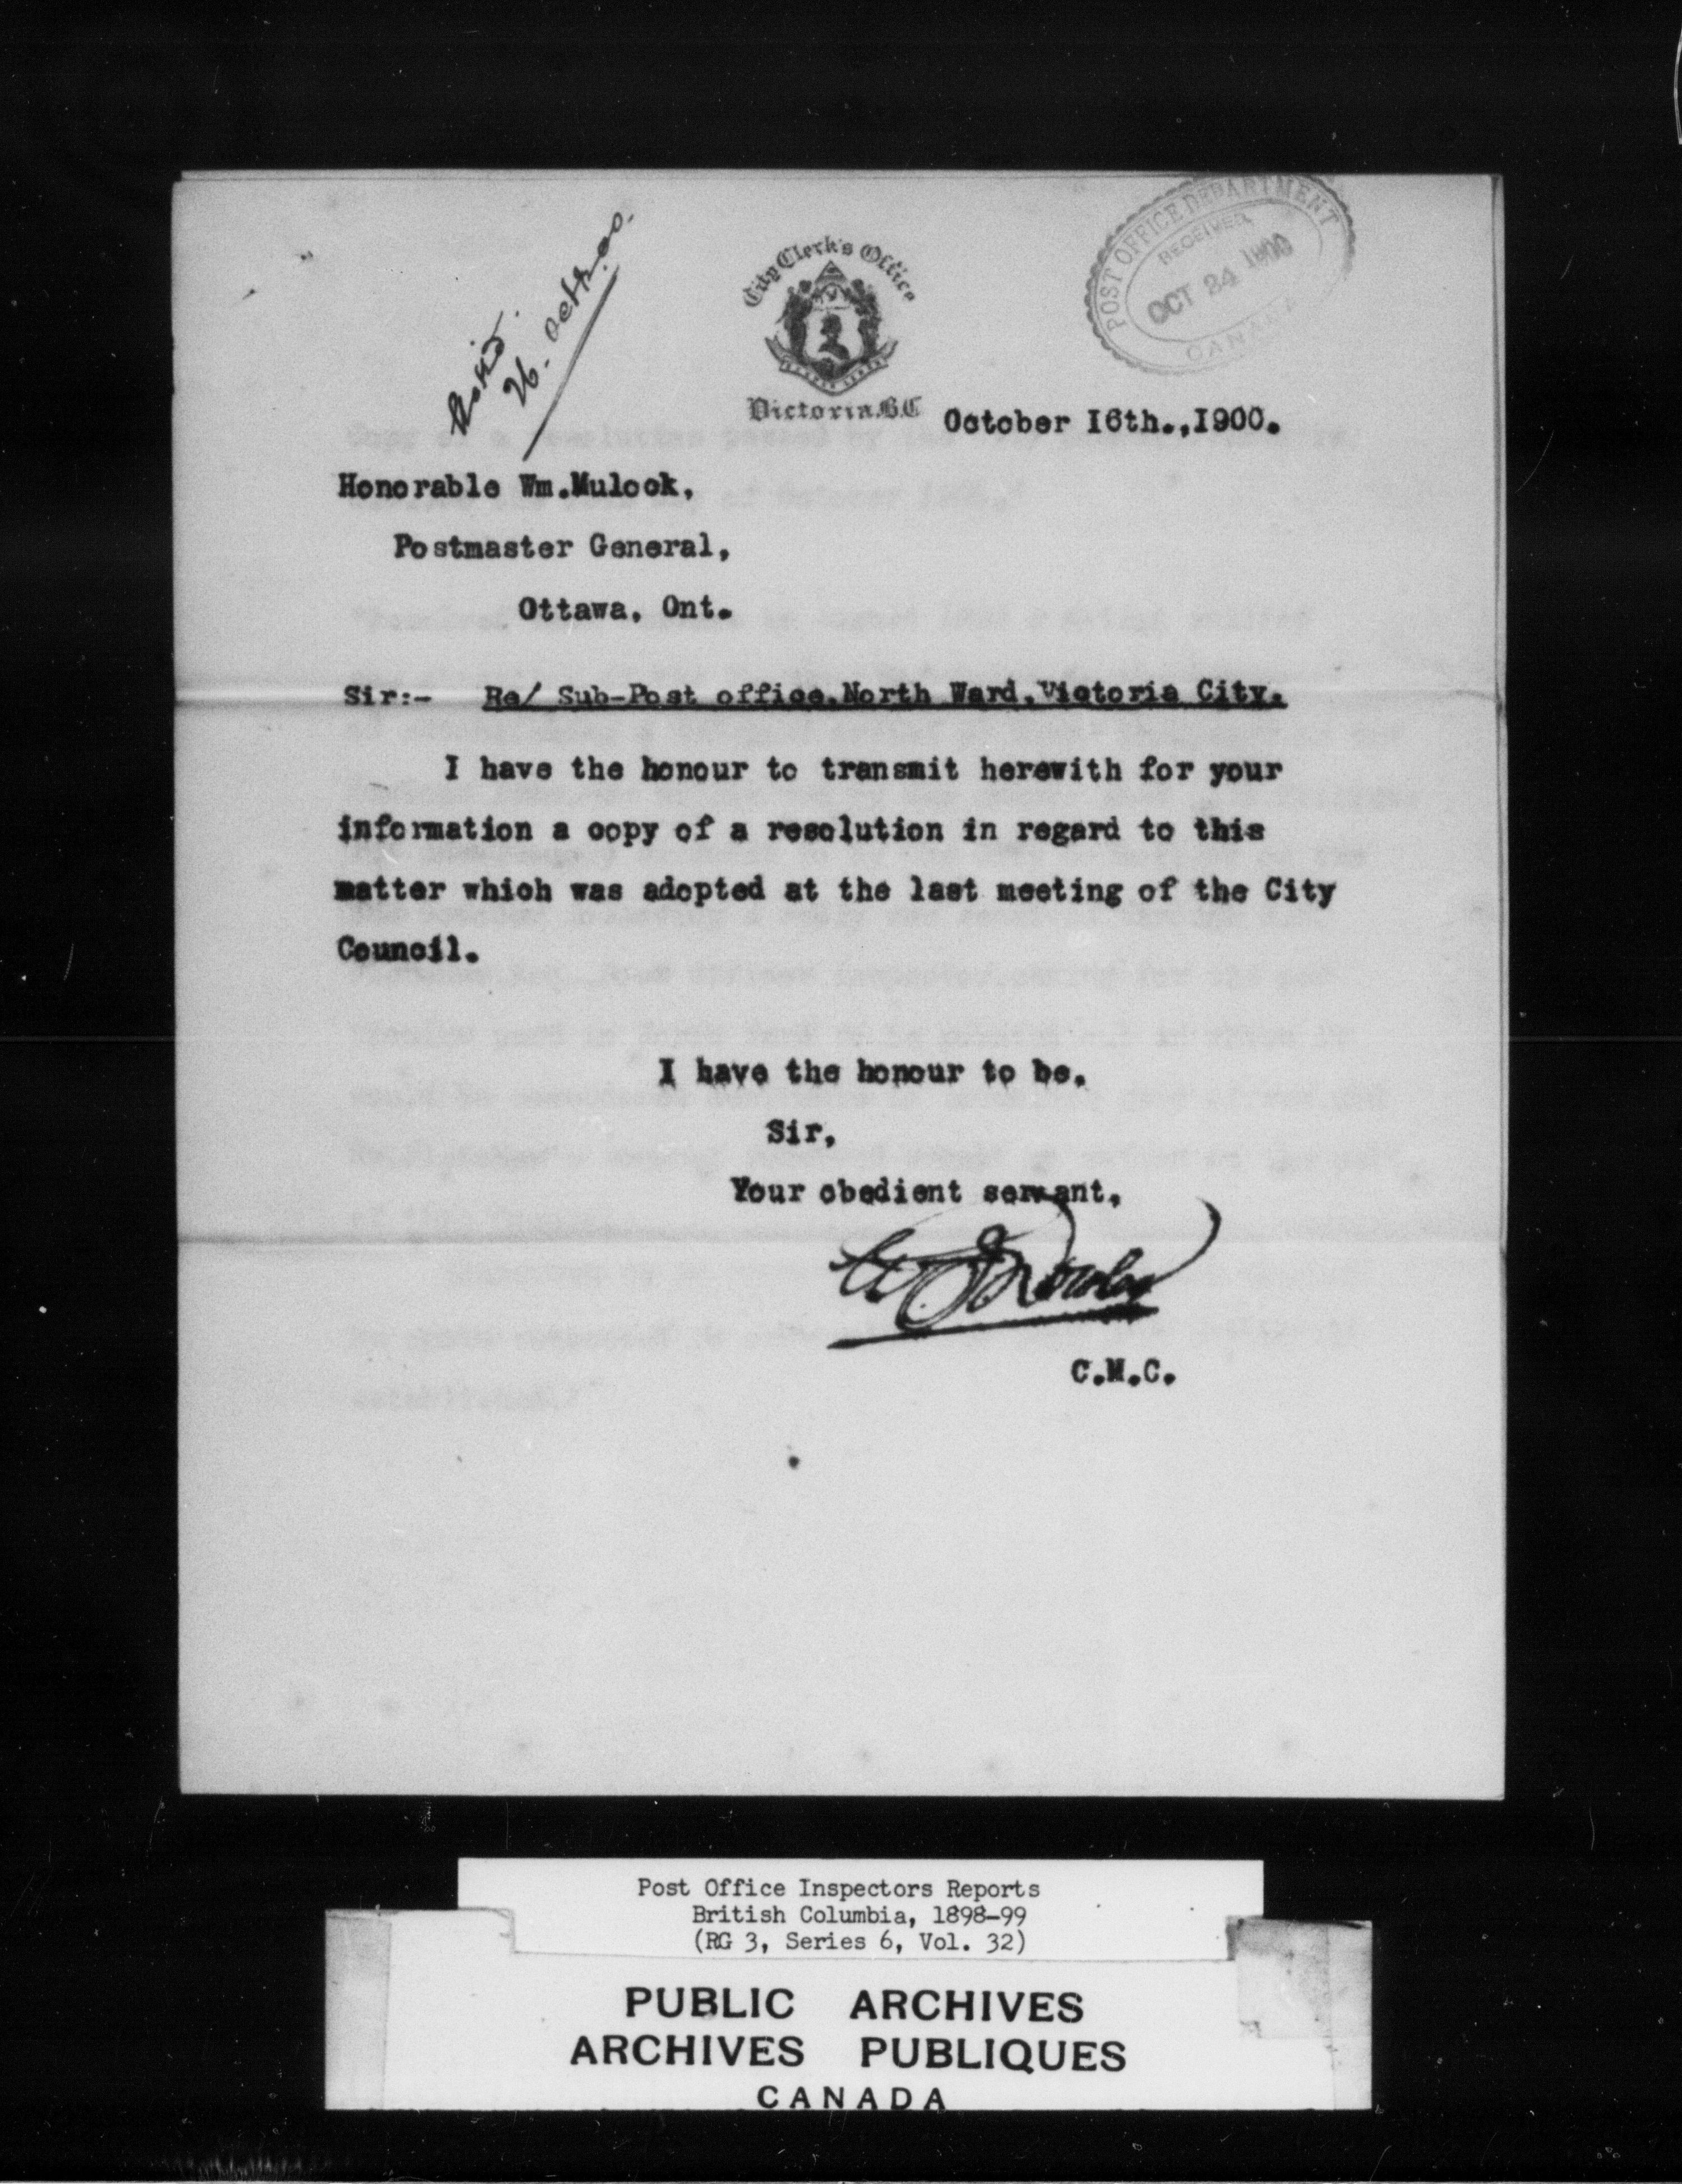 Ack'd.
26. Oct. 00.
City Clerk's Office
Victoria B.C
POST OFFICE DEPARTMENT
RECEIVED
OCT 24 1900
CANADA
October 16th.,1900.
Honorable Wm.Mulock,
Postmaster General,
Ottawa, Ont.
Sir:- Re/ Sub-Post office,North Ward,Victoria City.
I have the honour to transmit herewith for your
information a copy of a resolution in regard to this
matter which was adopted at the last meeting of the City
Council.
I have the honour to be,
Sir,
Your obedient servant,
W. J. Dowler
C.M.C.
Post Office Inspectors Reports
British Columbia, 1898-99
(RG 3, Series 6, Vol. 32)
PUBLIC ARCHIVES
ARCHIVES PUBLIQUES
CANADA